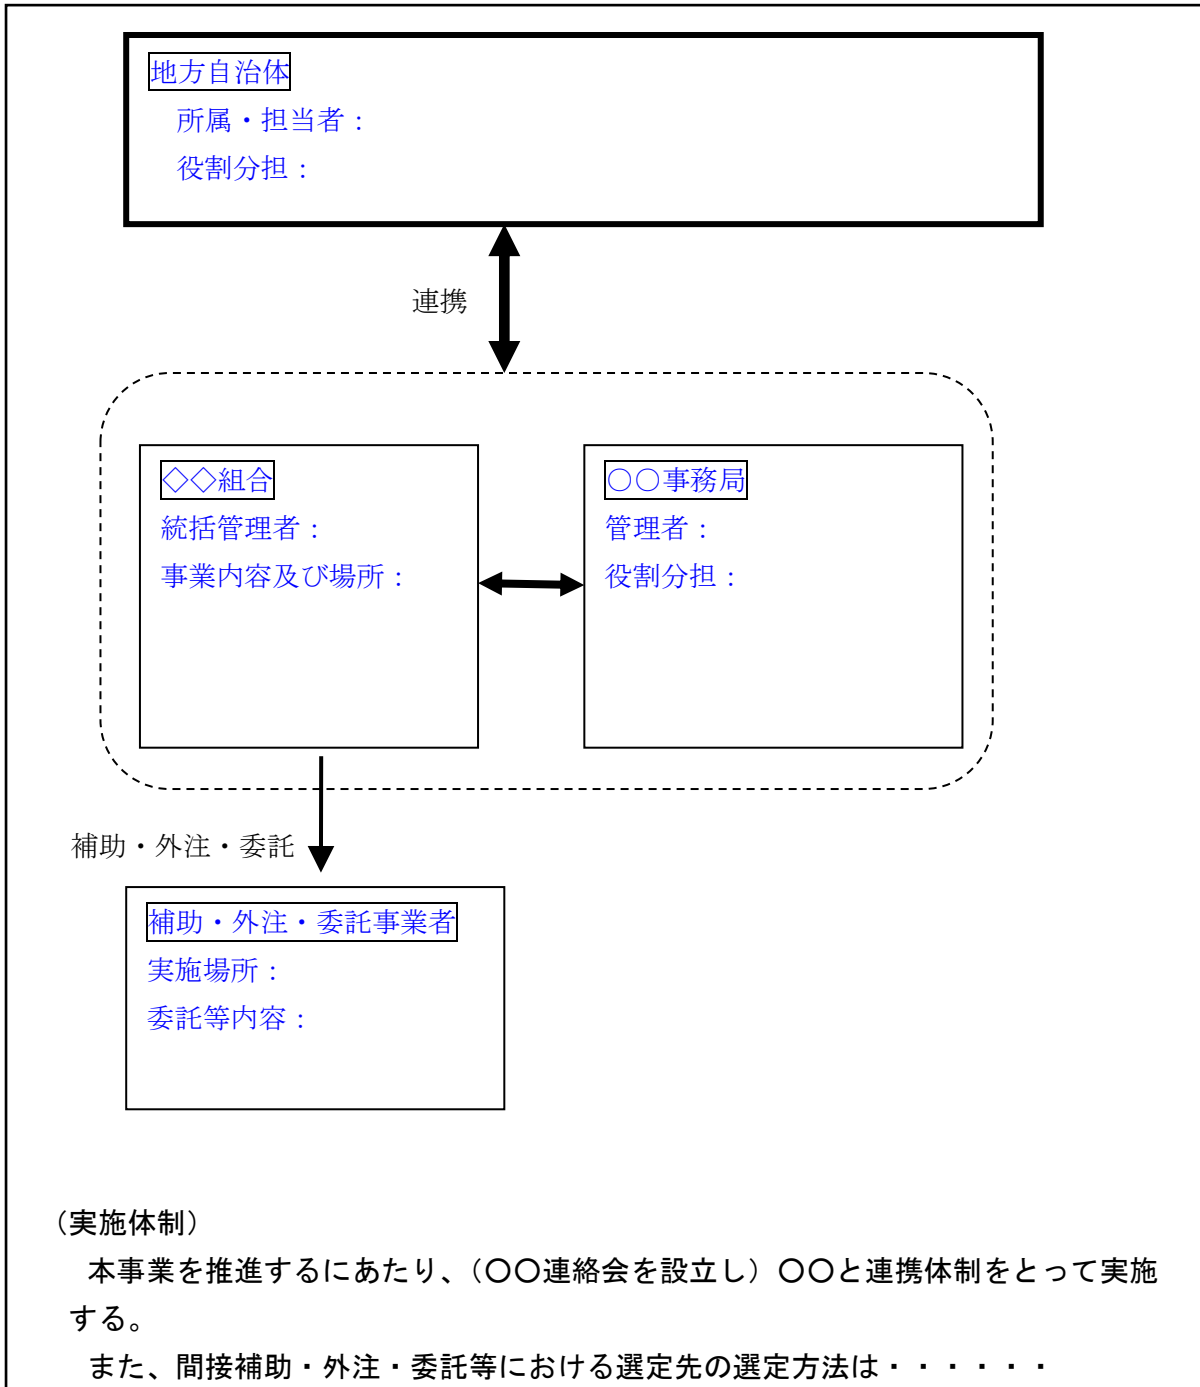 地方自治体
所属・担当者：
役割分担：
連携
◇◇組合
統括管理者：
事業内容及び場所：
○○事務局
管理者：
役割分担：
補助・外注・委託
補助・外注・委託事業者
実施場所：
委託等内容：
（実施体制）
本事業を推進するにあたり、（○○連絡会を設立し）○○と連携体制をとって実施
する。
また、間接補助・外注・委託等における選定先の選定方法は・・・・・・